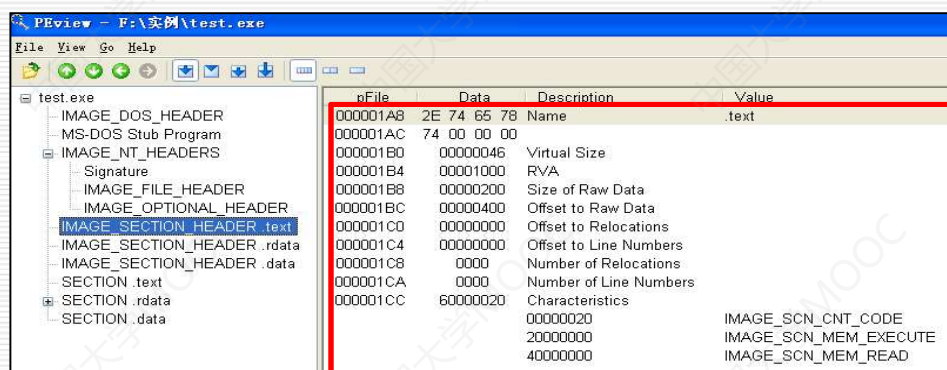 PEview - F:\实例\test.exe
File View Go Help
test.exe
IMAGE_DOS_HEADER
MS-DOS Stub Program
IMAGE_NT_HEADERS
Signature
IMAGE_FILE_HEADER
IMAGE_OPTIONAL_HEADER
IMAGE_SECTION_HEADER .text
IMAGE_SECTION_HEADER .rdata
IMAGE_SECTION_HEADER .data
SECTION .text
SECTION .rdata
SECTION .data
pFile Data Description Value
000001A8 2E 74 65 78 Name .text
000001AC 74 00 00 00
000001B0 00000046 Virtual Size
000001B4 00001000 RVA
000001B8 00000200 Size of Raw Data
000001BC 00000400 Offset to Raw Data
000001C0 00000000 Offset to Relocations
000001C4 00000000 Offset to Line Numbers
000001C8 0000 Number of Relocations
000001CA 0000 Number of Line Numbers
000001CC 60000020 Characteristics
00000020 IMAGE_SCN_CNT_CODE
20000000 IMAGE_SCN_MEM_EXECUTE
40000000 IMAGE_SCN_MEM_READ